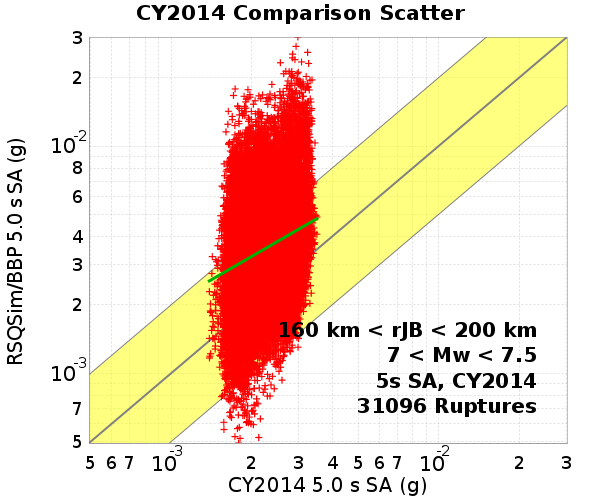 CY2014 Comparison Scatter
RSQSim/BBP 5.0 s SA (g)
3
2
10-2
8
6
4
3
2
10-3
7
5
160 km < rJB < 200 km
7 < Mw < 7.5
5s SA, CY2014
31096 Ruptures
5 6 7 10-3 2 3 4 5 6 7 10-2 2 3
CY2014 5.0 s SA (g)